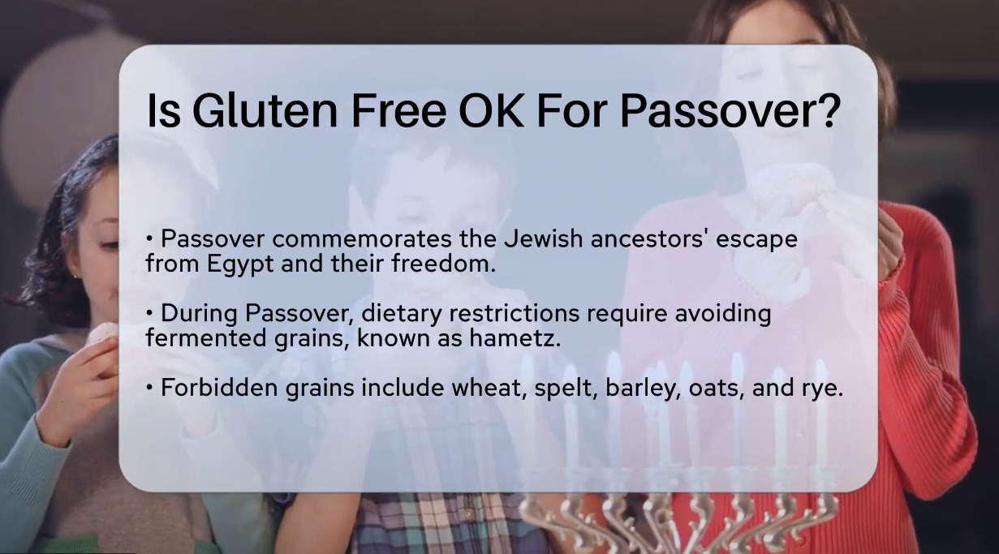 Is Gluten Free OK For Passover?
• Passover commemorates the Jewish ancestors' escape
from Egypt and their freedom.
• During Passover, dietary restrictions require avoiding
fermented grains, known as hametz.
• Forbidden grains include wheat, spelt, barley, oats, and rye.